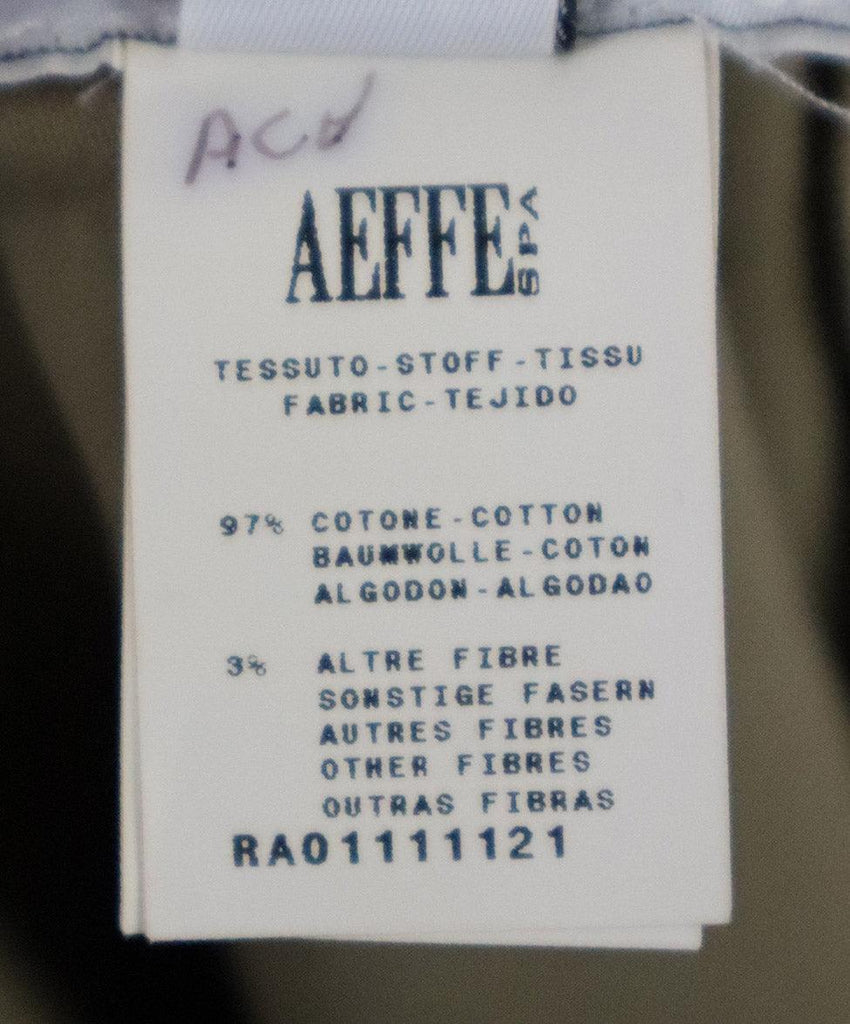 ACV
AEFFE SPA
TESSUTO-STOFF-TISSU
FABRIC-TEJIDO
97% COTONE-COTTON
BAUMWOLLE-COTON
ALGODON-ALGODAO
3% ALTRE FIBRE
SONSTIGE FASERN
AUTRES FIBRES
OTHER FIBRES
OUTRAS FIBRAS
RA01111121